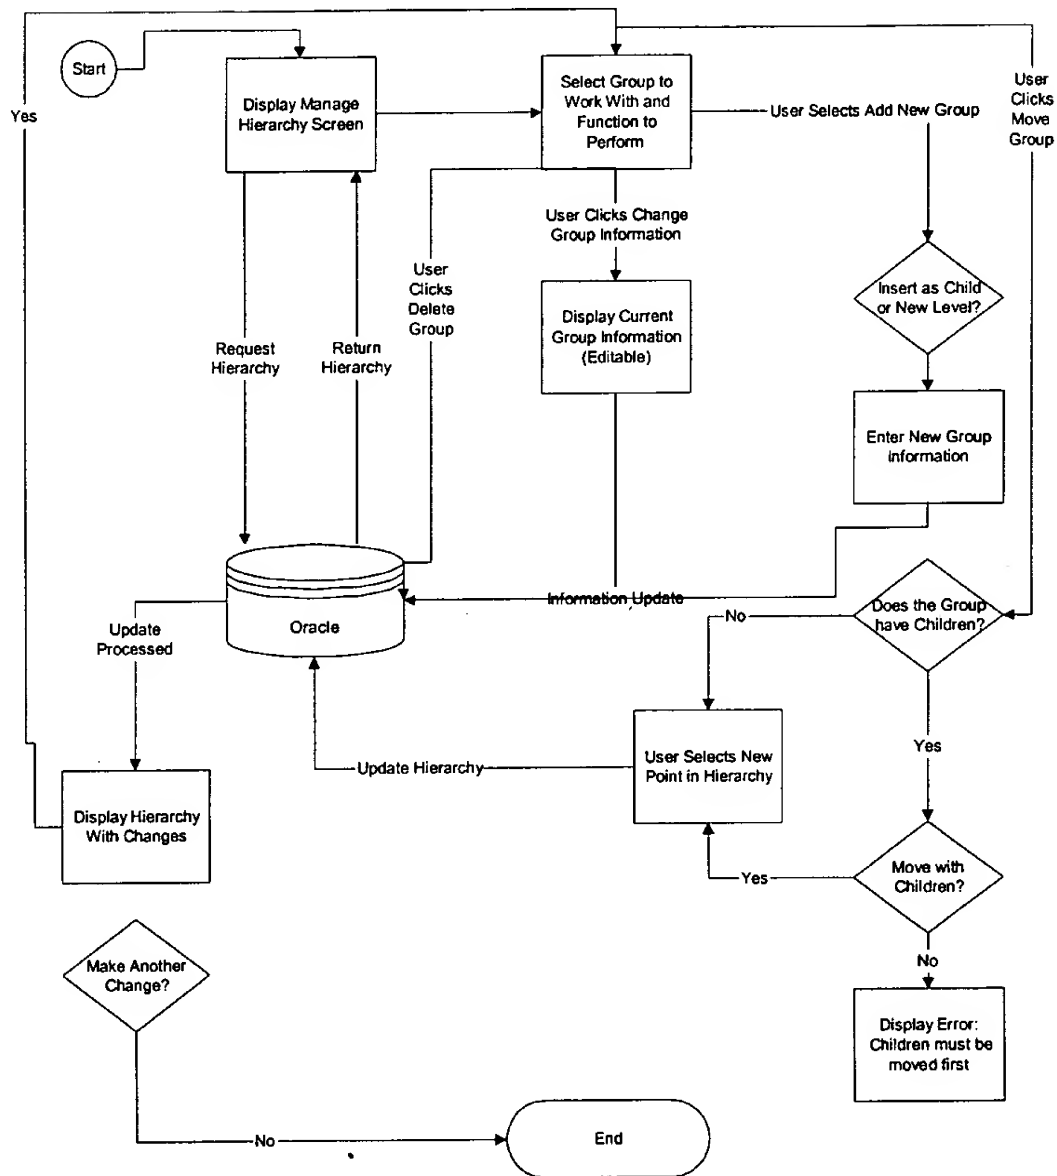 Start
Yes
Display Manage
Hierarchy Screen
Select Group to
Work With and
Function to
Perform
User Selects Add New Group
User
Clicks
Move
Group
User Clicks Change
Group Information
User
Clicks
Delete
Group
Insert as Child
or New Level?
Display Current
Group Information
(Editable)
Request
Hierarchy
Return
Hierarchy
Enter New Group
Information
Information Update
Oracle
Does the Group
have Children?
No
Update
Processed
Yes
User Selects New
Point in Hierarchy
Update Hierarchy
Display Hierarchy
With Changes
Yes
Move with
Children?
No
Make Another
Change?
Display Error:
Children must be
moved first
No
End